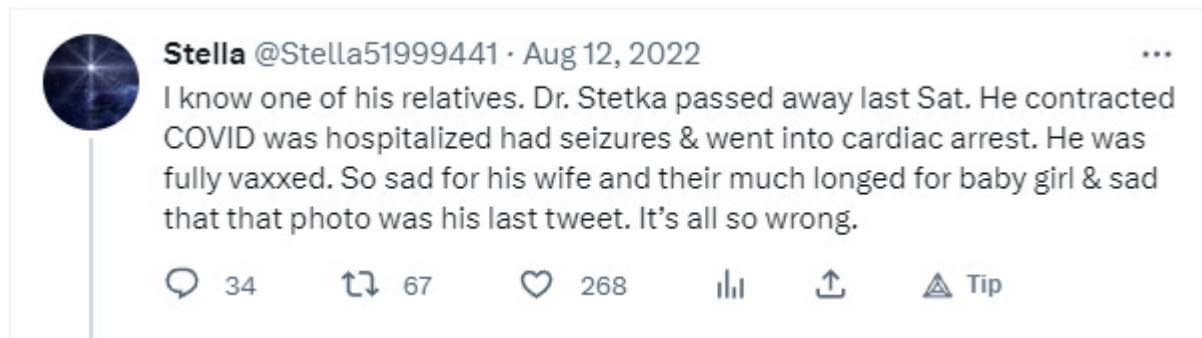 Stella @Stella51999441 · Aug 12, 2022
I know one of his relatives. Dr. Stetka passed away last Sat. He contracted
COVID was hospitalized had seizures & went into cardiac arrest. He was
fully vaxxed. So sad for his wife and their much longed for baby girl & sad
that that photo was his last tweet. It’s all so wrong.
34 67 268 Tip